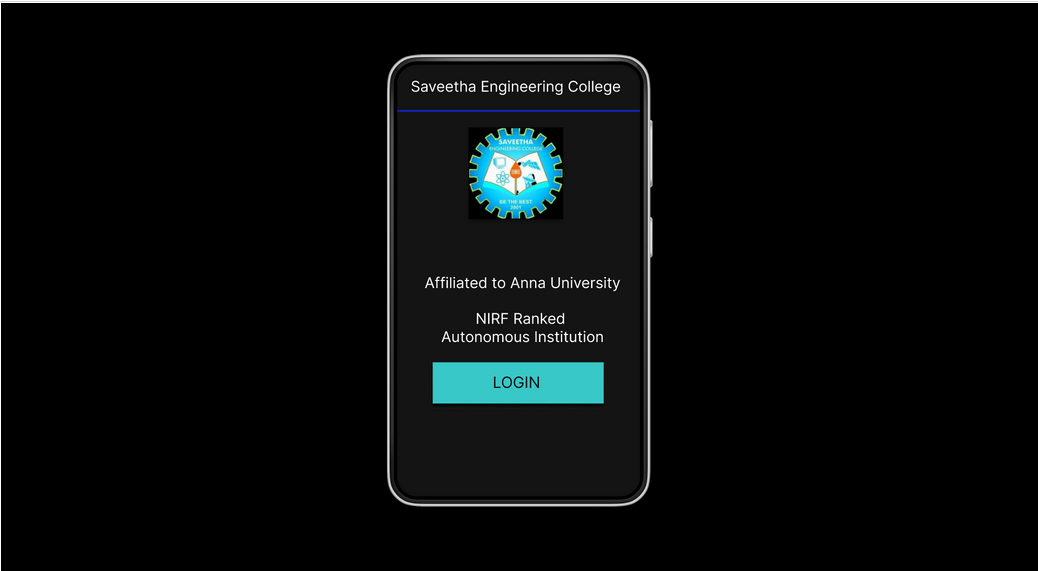 Saveetha Engineering College
SAVEETHA
ENGINEERING COLLEGE
BE THE BEST
2001
Affiliated to Anna University
NIRF Ranked
Autonomous Institution
LOGIN